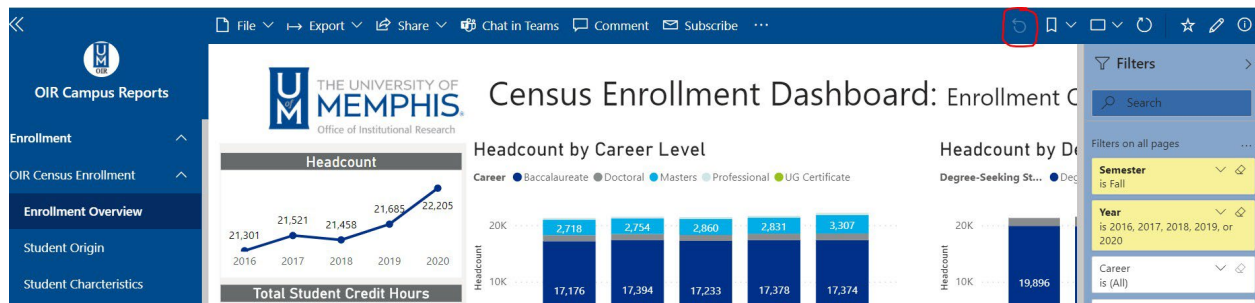 File Export Share Chat in Teams Comment Subscribe ...
U
M
OIR
OIR Campus Reports
Enrollment
OIR Census Enrollment
Enrollment Overview
Student Origin
Student Charcteristics
U
of
M
THE UNIVERSITY OF
MEMPHIS
Office of Institutional Research
Census Enrollment Dashboard: Enrollment C
Headcount
21,301
21,521
21,458
21,685
22,205
2016 2017 2018 2019 2020
Total Student Credit Hours
Headcount by Career Level
Career Baccalaureate Doctoral Masters Professional UG Certificate
Headcount
20K
10K
2,718 2,754 2,860 2,831 3,307
17,176 17,394 17,233 17,378 17,374
Headcount by De
Degree-Seeking St... Deg
Headcount
20K
10K
19,896
Filters
Search
Filters on all pages ...
Semester
is Fall
Year
is 2016, 2017, 2018, 2019, or
2020
Career
is (All)